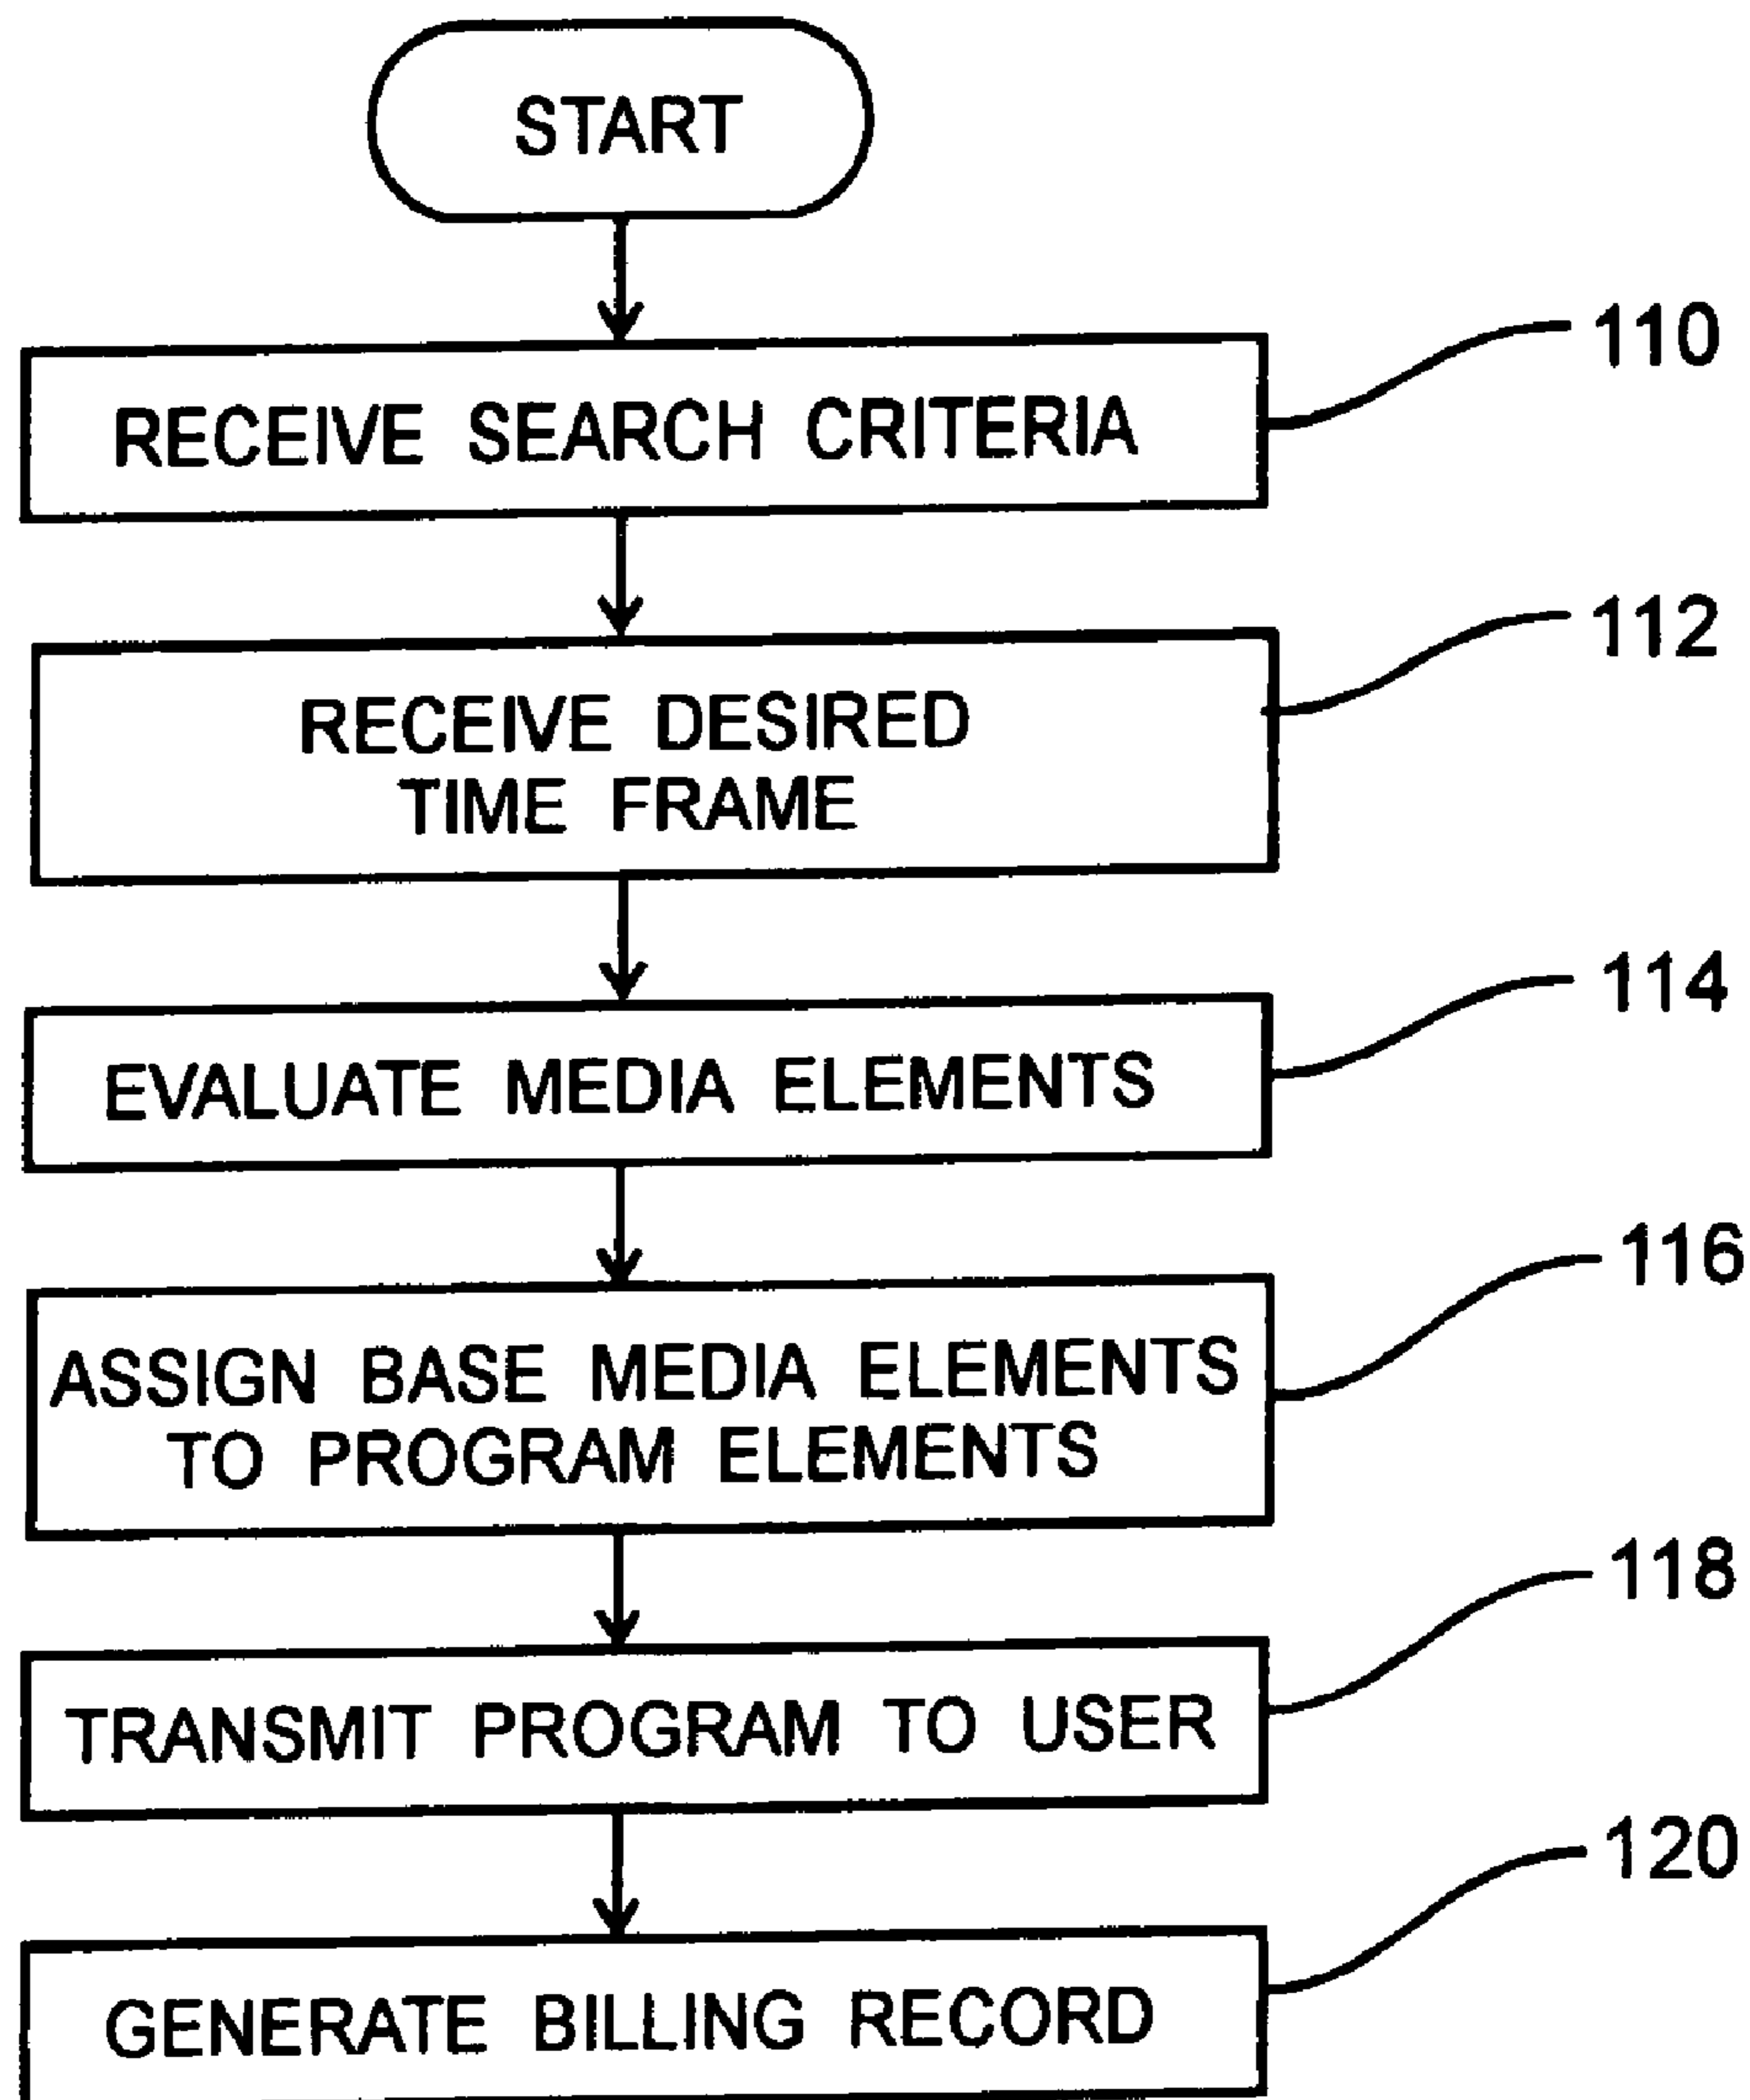 START
RECEIVE SEARCH CRITERIA
110
RECEIVE DESIRED
TIME FRAME
112
EVALUATE MEDIA ELEMENTS
114
ASSIGN BASE MEDIA ELEMENTS
TO PROGRAM ELEMENTS
116
TRANSMIT PROGRAM TO USER
118
GENERATE BILLING RECORD
120